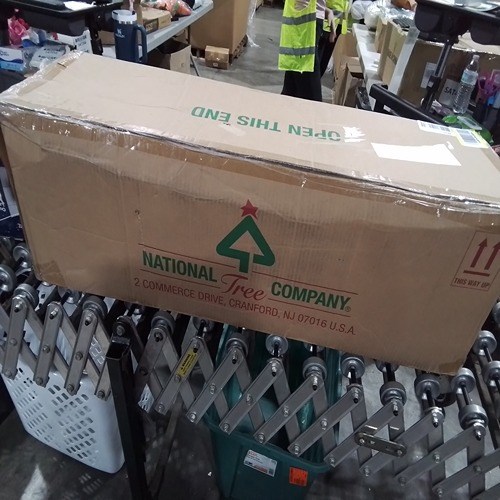 OPEN THIS END
NATIONAL Tree COMPANY®
2 COMMERCE DRIVE, CRANFORD, NJ 07016 U.S.A
THIS WAY UP